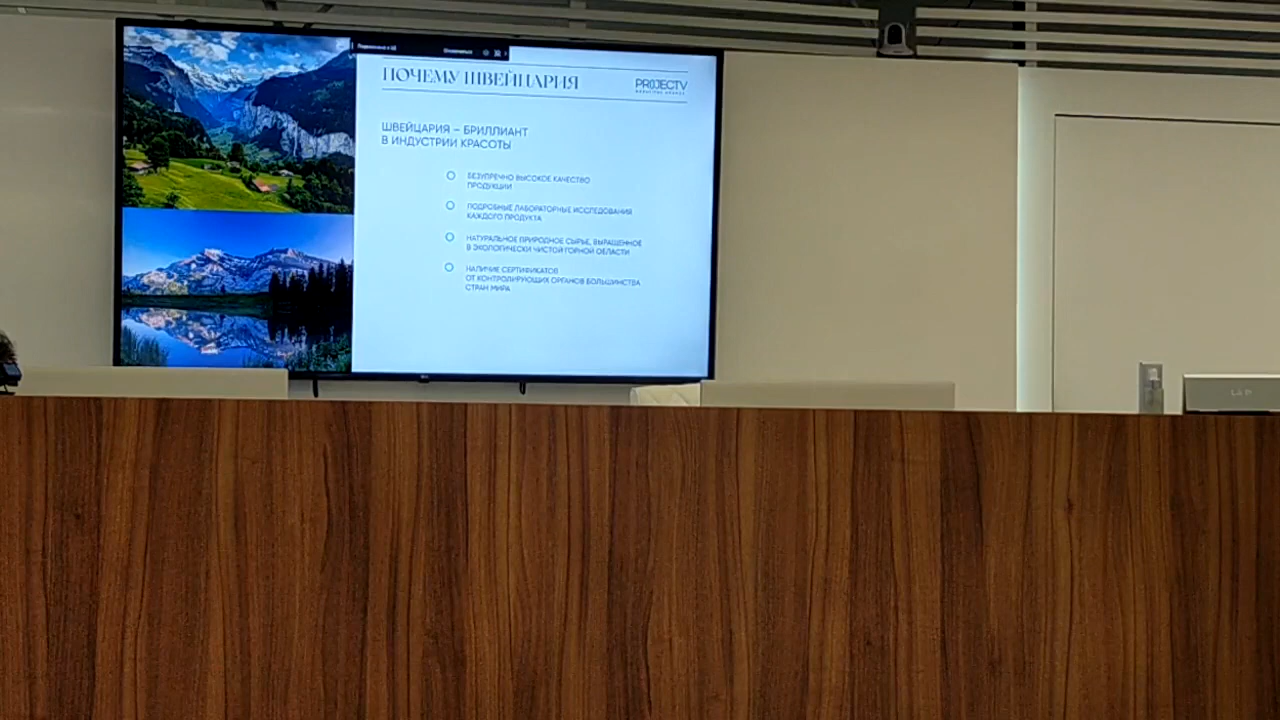 ПОЧЕМУ ШВЕЙЦАРИЯ
PROJECTV
ШВЕЙЦАРИЯ – БРИЛЛИАНТ
В ИНДУСТРИИ КРАСОТЫ
БЕЗУПРЕЧНО ВЫСОКОЕ КАЧЕСТВО
ПРОДУКЦИИ
ПОДРОБНЫЕ ЛАБОРАТОРНЫЕ ИССЛЕДОВАНИЯ
КАЖДОГО ПРОДУКТА
НАТУРАЛЬНОЕ ПРИРОДНОЕ СЫРЬЕ, ВЫРАЩЕННОЕ
В ЭКОЛОГИЧЕСКИ ЧИСТОЙ ГОРНОЙ ОБЛАСТИ
НАЛИЧИЕ СЕРТИФИКАТОВ
ОТ КОНТРОЛИРУЮЩИХ ОРГАНОВ БОЛЬШИНСТВА
СТРАН МИРА